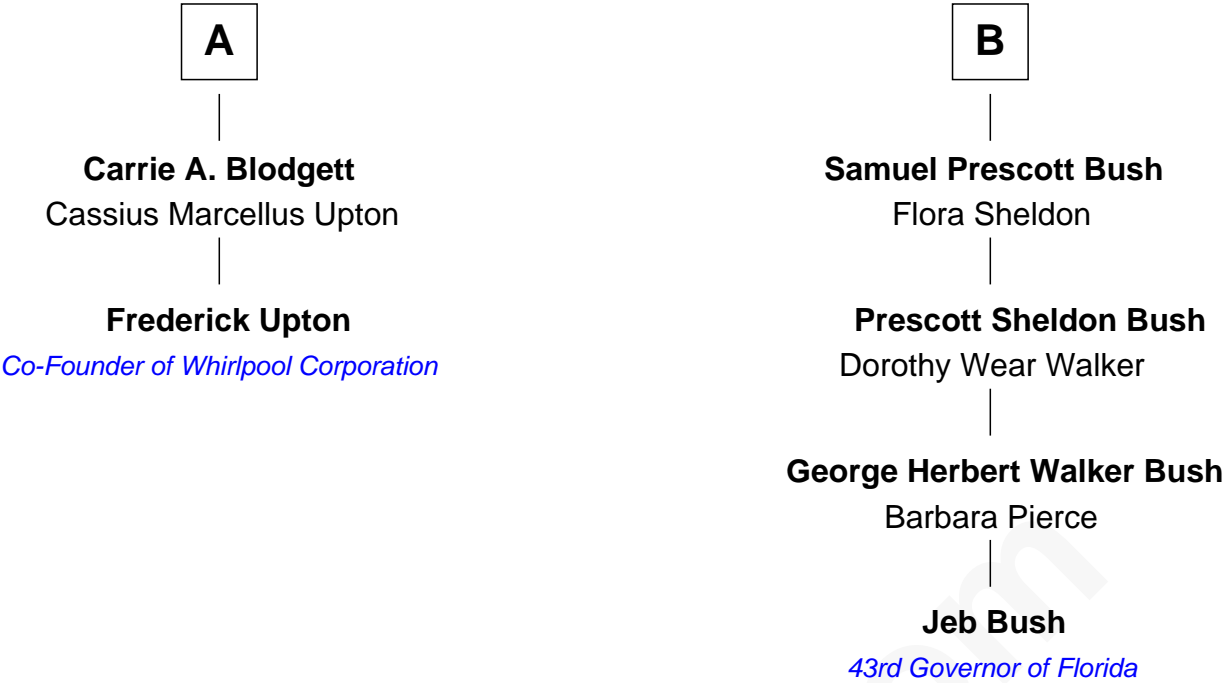 A
Carrie A. Blodgett
Cassius Marcellus Upton
Frederick Upton
Co-Founder of Whirlpool Corporation
B
Samuel Prescott Bush
Flora Sheldon
Prescott Sheldon Bush
Dorothy Wear Walker
George Herbert Walker Bush
Barbara Pierce
Jeb Bush
43rd Governor of Florida